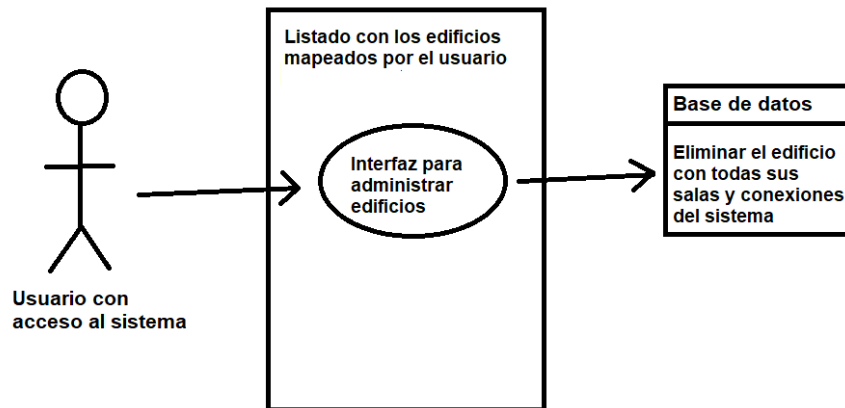 Listado con los edificios
mapeados por el usuario
Interfaz para
administrar
edificios
Base de datos
Eliminar el edificio
con todas sus
salas y conexiones
del sistema
Usuario con
acceso al sistema